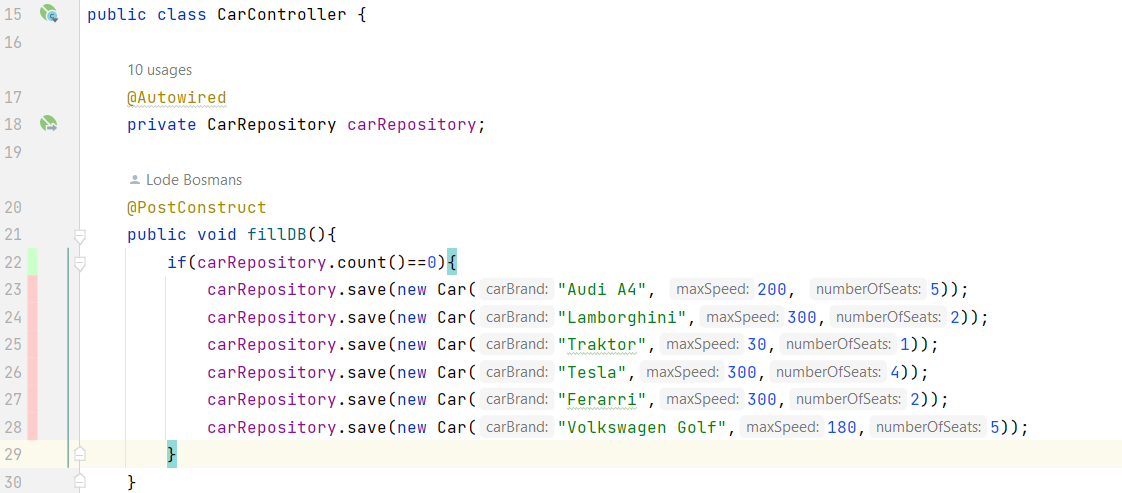 15 public class CarController {
16
10 usages
17 @Autowired
18 private CarRepository carRepository;
19
Lode Bosmans
20 @PostConstruct
21 public void fillDB(){
22 if(carRepository.count()==0){
23 carRepository.save(new Car( carBrand: "Audi A4", maxSpeed: 200, numberOfSeats: 5));
24 carRepository.save(new Car( carBrand: "Lamborghini", maxSpeed: 300, numberOfSeats: 2));
25 carRepository.save(new Car( carBrand: "Traktor", maxSpeed: 30, numberOfSeats: 1));
26 carRepository.save(new Car( carBrand: "Tesla", maxSpeed: 300, numberOfSeats: 4));
27 carRepository.save(new Car( carBrand: "Ferarri", maxSpeed: 300, numberOfSeats: 2));
28 carRepository.save(new Car( carBrand: "Volkswagen Golf", maxSpeed: 180, numberOfSeats: 5));
29 }
30 }